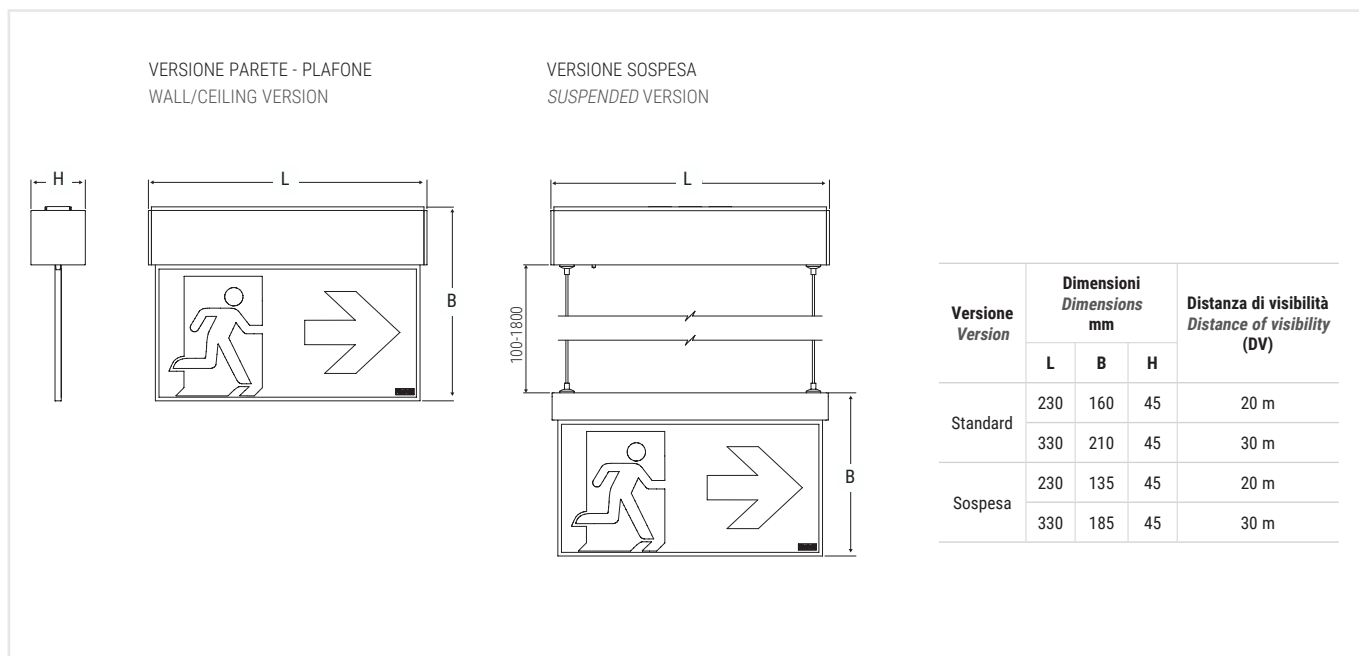 VERSIONE PARETE - PLAFONE
WALL/CEILING VERSION
VERSIONE SOSPESA
SUSPENDED VERSION
H
L
B
L
100-1800
B
Versione
Version
Dimensioni
Dimensions
mm
Distanza di visibilità
Distance of visibility
(DV)
L B H
Standard
230 160 45 20 m
330 210 45 30 m
Sospesa
230 135 45 20 m
330 185 45 30 m